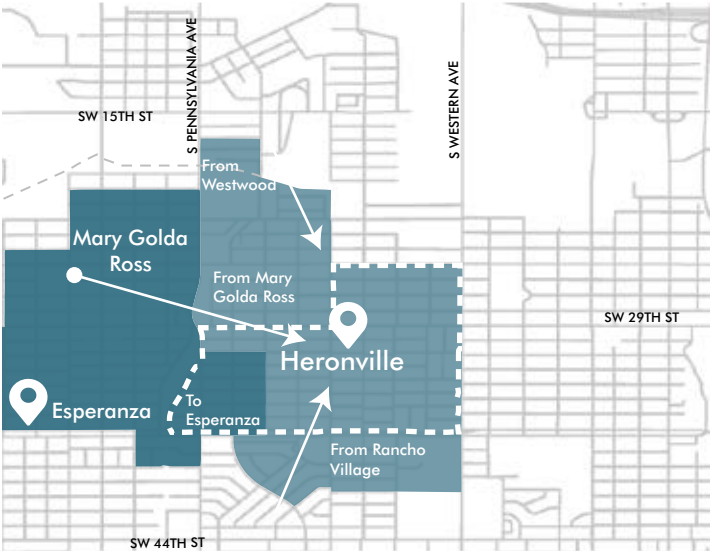 S PENNSYLVANIA AVE
S WESTERN AVE
SW 15TH ST
From
Westwood
Mary Golda
Ross
From Mary
Golda Ross
SW 29TH ST
Heronville
Esperanza
To
Esperanza
From Rancho
Village
SW 44TH ST